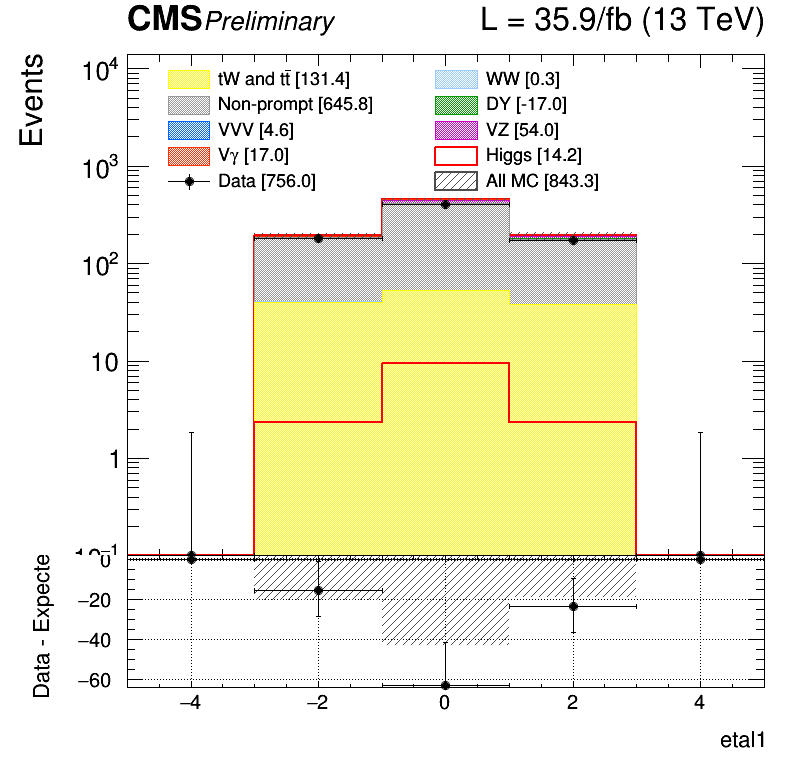 CMS Preliminary L = 35.9/fb (13 TeV)
Events
10⁴
10³
10²
10
1
tW and tt̄ [131.4] WW [0.3]
Non-prompt [645.8] DY [-17.0]
VVV [4.6] VZ [54.0]
Vγ [17.0] Higgs [14.2]
Data [756.0] All MC [843.3]
Data - Expecte
0
−20
−40
−60
−4 −2 0 2 4
etal1